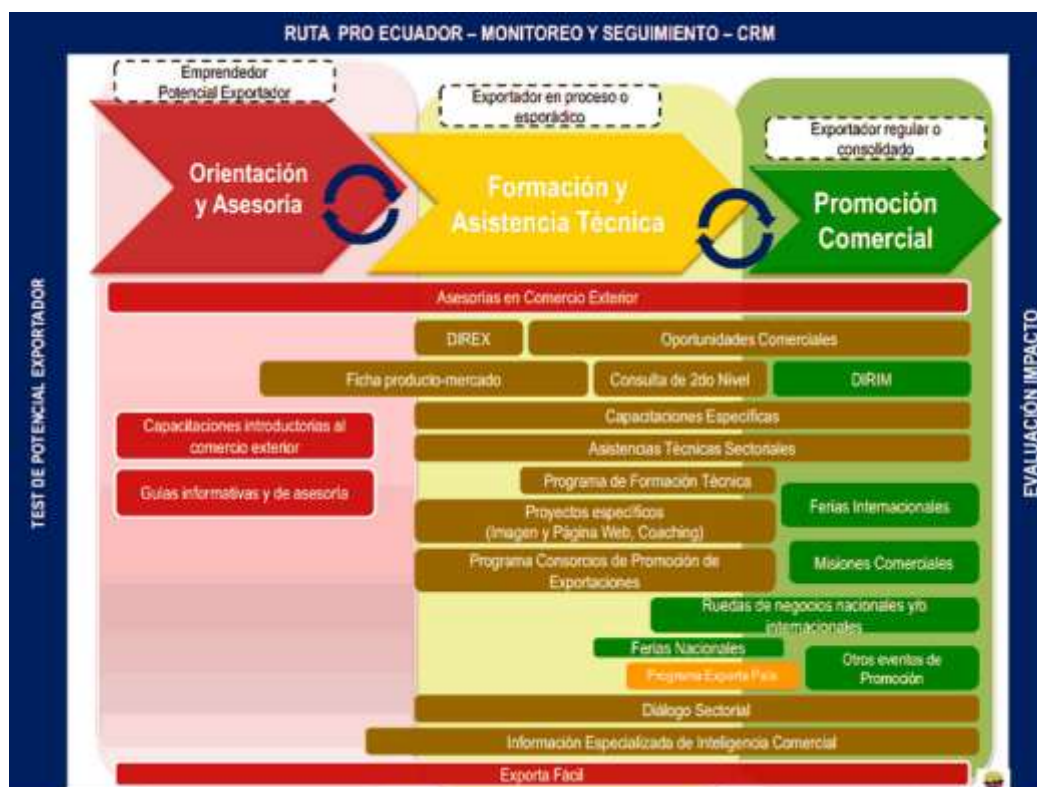 RUTA PRO ECUADOR – MONITOREO Y SEGUIMIENTO – CRM
TEST DE POTENCIAL EXPORTADOR
EVALUACIÓN IMPACTO
Emprendedor
Potencial Exportador
Exportador en proceso o
esporádico
Exportador regular o
consolidado
Orientación
y Asesoría
Formación y
Asistencia Técnica
Promoción
Comercial
Asesorías en Comercio Exterior
DIREX
Oportunidades Comerciales
Ficha producto-mercado
Consulta de 2do Nivel
DIRIM
Capacitaciones introductorias al
comercio exterior
Capacitaciones Específicas
Asistencias Técnicas Sectoriales
Guías informativas y de asesoría
Programa de Formación Técnica
Proyectos específicos
(Imagen y Página Web, Coaching)
Ferias Internacionales
Programa Consorcios de Promoción de
Exportaciones
Misiones Comerciales
Ruedas de negocios nacionales y/o
internacionales
Ferias Nacionales
Programa Exporta País
Otros eventos de
Promoción
Diálogo Sectorial
Información Especializada de Inteligencia Comercial
Exporta Fácil